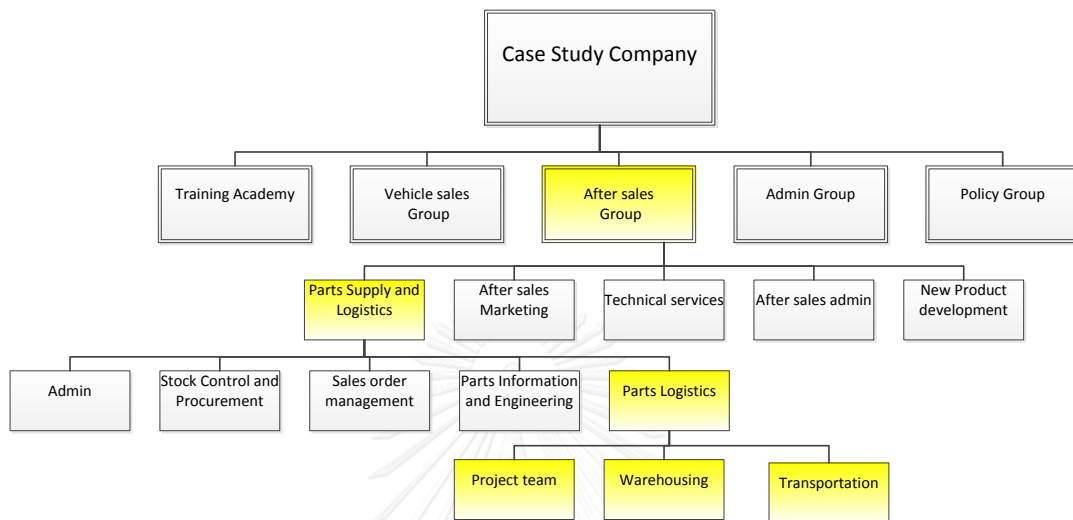 Case Study Company
Training Academy
Vehicle sales
Group
After sales
Group
Admin Group
Policy Group
Parts Supply and
Logistics
After sales
Marketing
Technical services
After sales admin
New Product
development
Admin
Stock Control and
Procurement
Sales order
management
Parts Information
and Engineering
Parts Logistics
Project team
Warehousing
Transportation